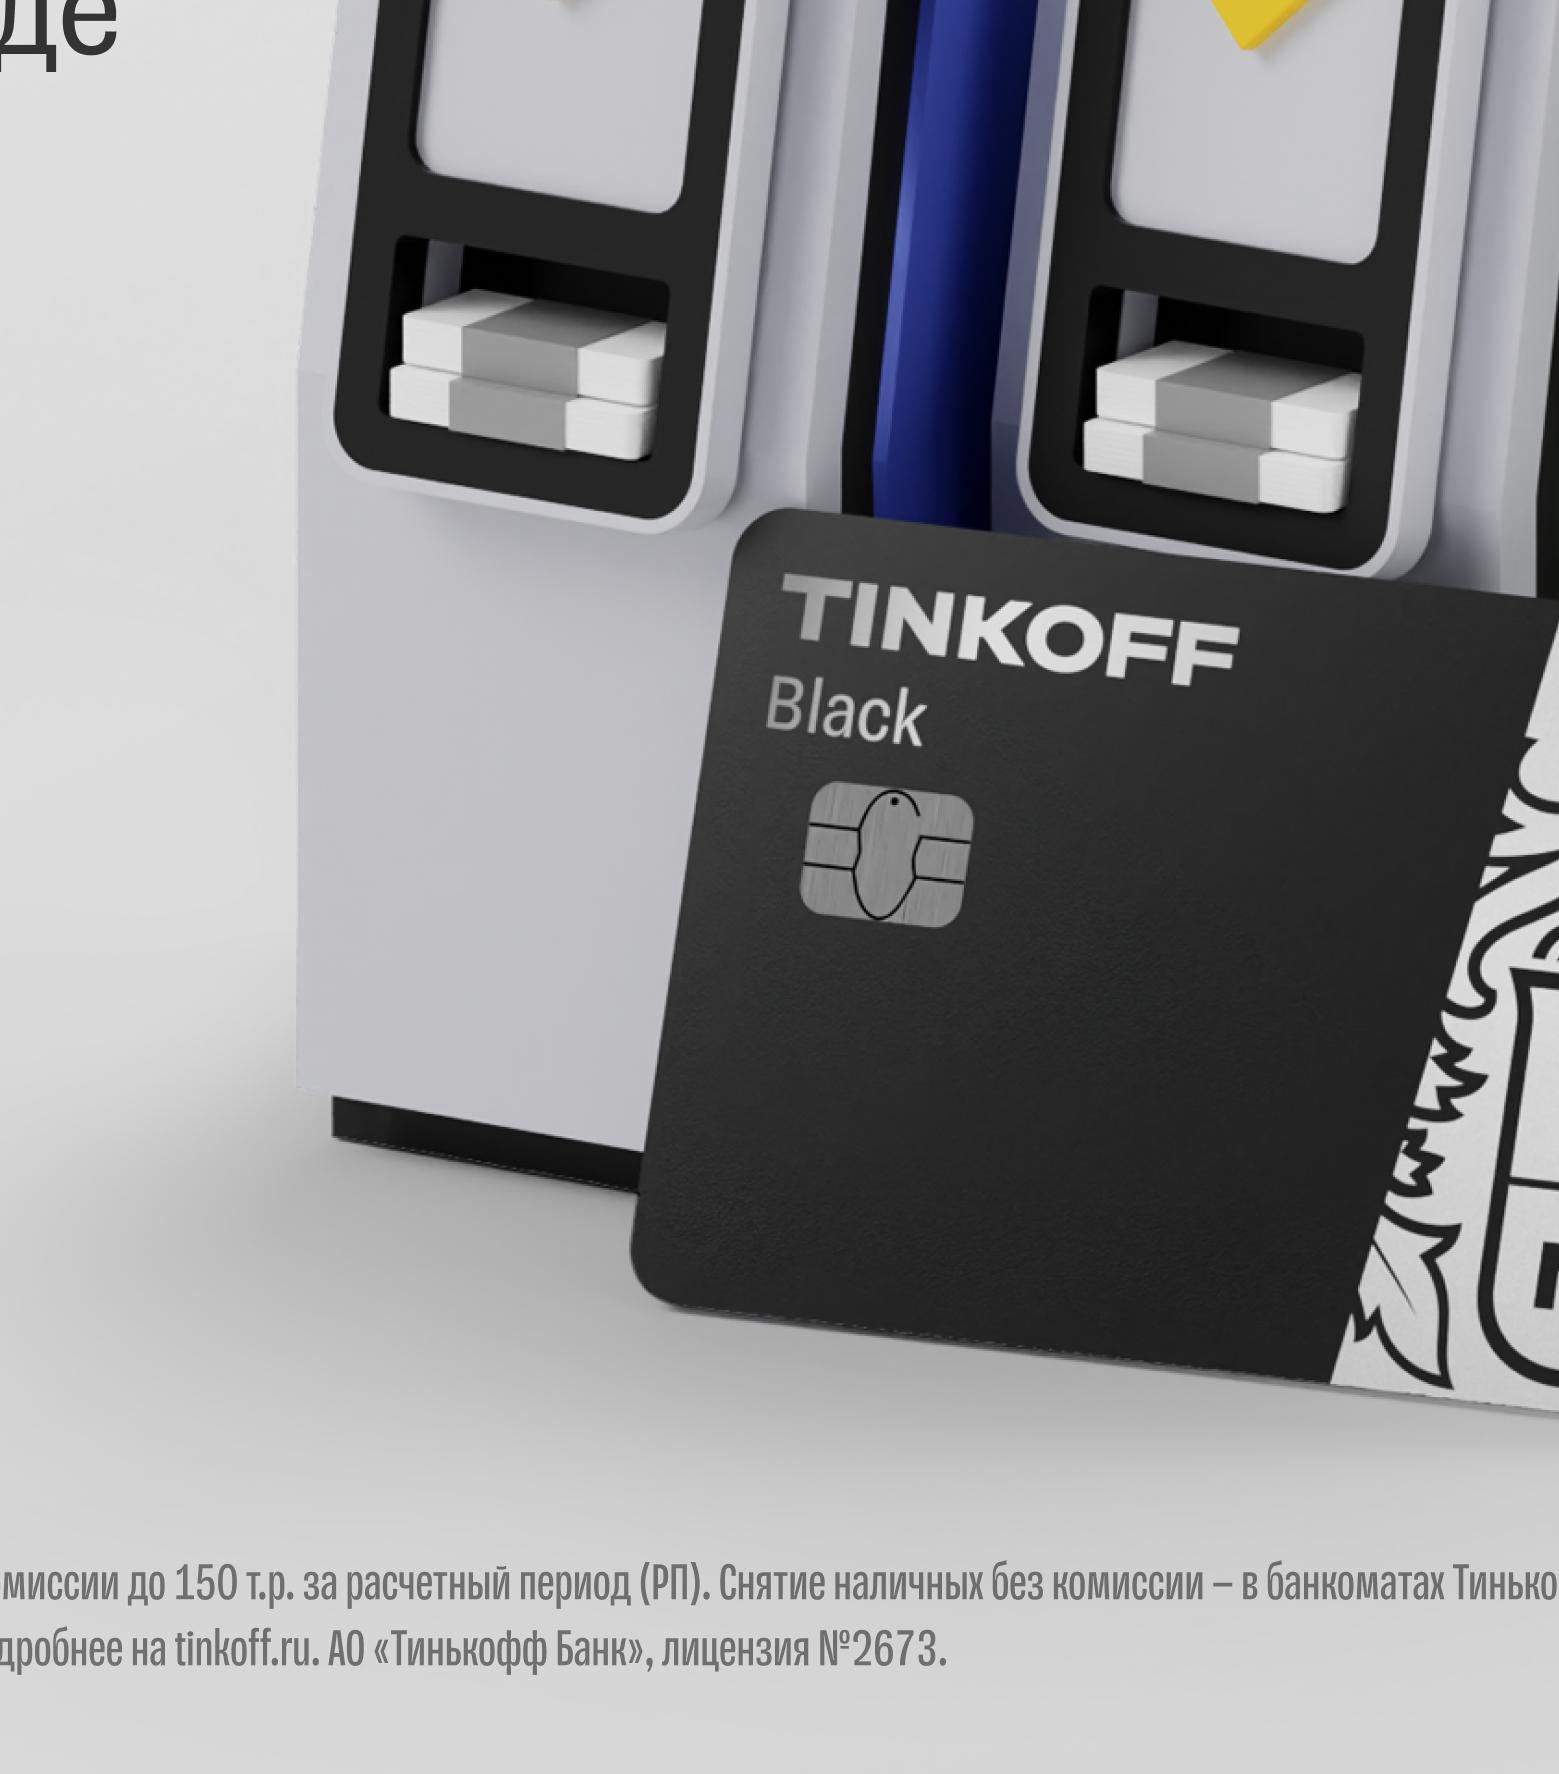 де
TINKOFF
Black
миссии до 150 т.р. за расчетный период (РП). Снятие наличных без комиссии – в банкоматах Тинько
дробнее на tinkoff.ru. АО «Тинькофф Банк», лицензия №2673.